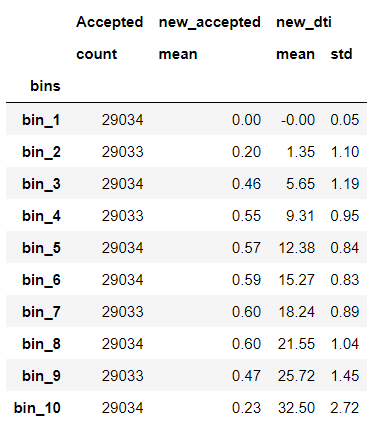 Accepted new_accepted new_dti
count mean mean std
bins
bin_1 29034 0.00 -0.00 0.05
bin_2 29033 0.20 1.35 1.10
bin_3 29034 0.46 5.65 1.19
bin_4 29033 0.55 9.31 0.95
bin_5 29034 0.57 12.38 0.84
bin_6 29034 0.59 15.27 0.83
bin_7 29033 0.60 18.24 0.89
bin_8 29034 0.60 21.55 1.04
bin_9 29033 0.47 25.72 1.45
bin_10 29034 0.23 32.50 2.72